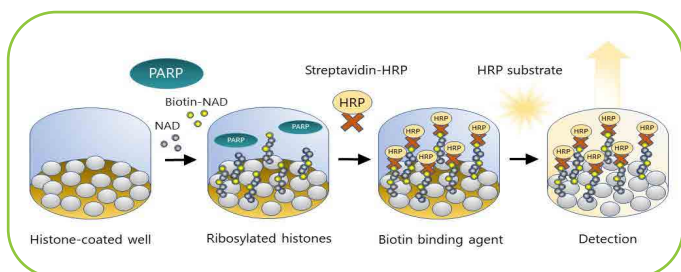 PARP
Biotin-NAD
NAD
Streptavidin-HRP
HRP
HRP substrate
PARP
PARP
HRP
HRP
HRP
HRP
HRP
HRP
HRP
HRP
HRP
HRP
HRP
HRP
Histone-coated well
Ribosylated histones
Biotin binding agent
Detection